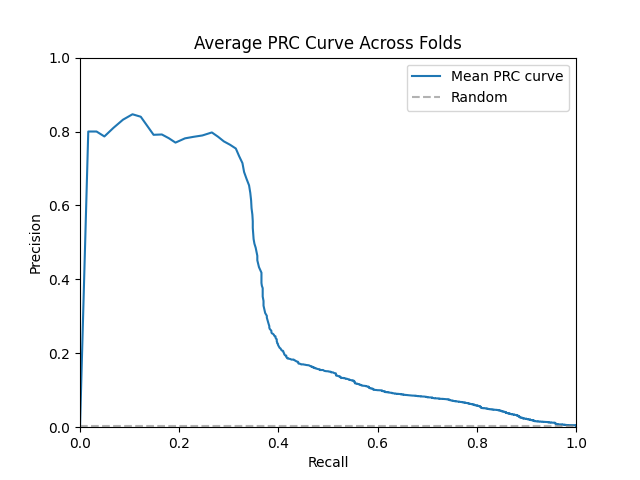 Average PRC Curve Across Folds
Mean PRC curve
Random
Precision
1.0
0.8
0.6
0.4
0.2
0.0
0.0 0.2 0.4 0.6 0.8 1.0
Recall